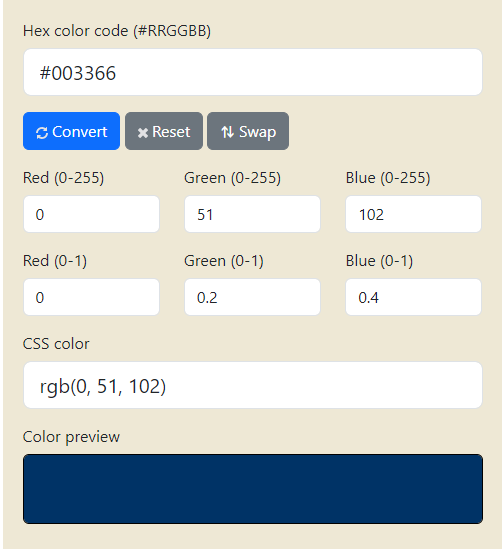 Hex color code (#RRGGBB)
#003366
Convert Reset Swap
Red (0-255) Green (0-255) Blue (0-255)
0 51 102
Red (0-1) Green (0-1) Blue (0-1)
0 0.2 0.4
CSS color
rgb(0, 51, 102)
Color preview